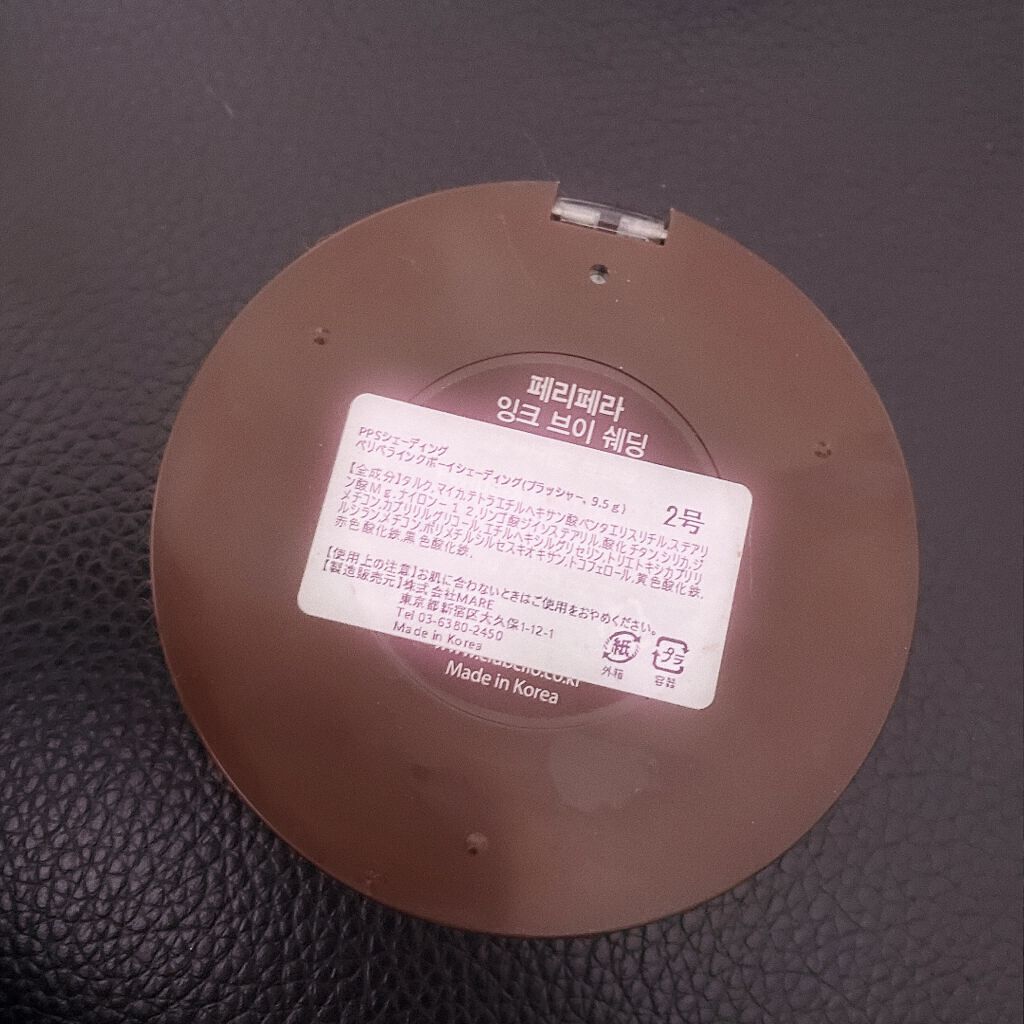 페리페라
잉크 브이 쉐딩
PPSシェーディング
ペリペラインクボーイシェーディング(ブラッシャー, 9.5g)
2号
【全成分】タルク,マイカ,テトラエチルヘキサン酸ペンタエリスリチル,ステアリ
ン酸Mg,ナイロン-12,リンゴ酸ジイソステアリル,酸化チタン,シリカ,ジ
メチコン,カプリリルグリコール,エチルヘキシルグリセリン,トリエトキシカプリリ
ルシラン,メチコン,ポリメチルシルセスキオキサン,トコフェロール,黄色酸化鉄,
赤色酸化鉄,黒色酸化鉄,
【使用上の注意】お肌に合わないときはご使用をおやめください。
【製造販売元】株式会社MARE
東京都新宿区大久保1-12-1
Tel 03-6380-2450
Made in Korea
紙
外箱
プラ
容器
Made in Korea